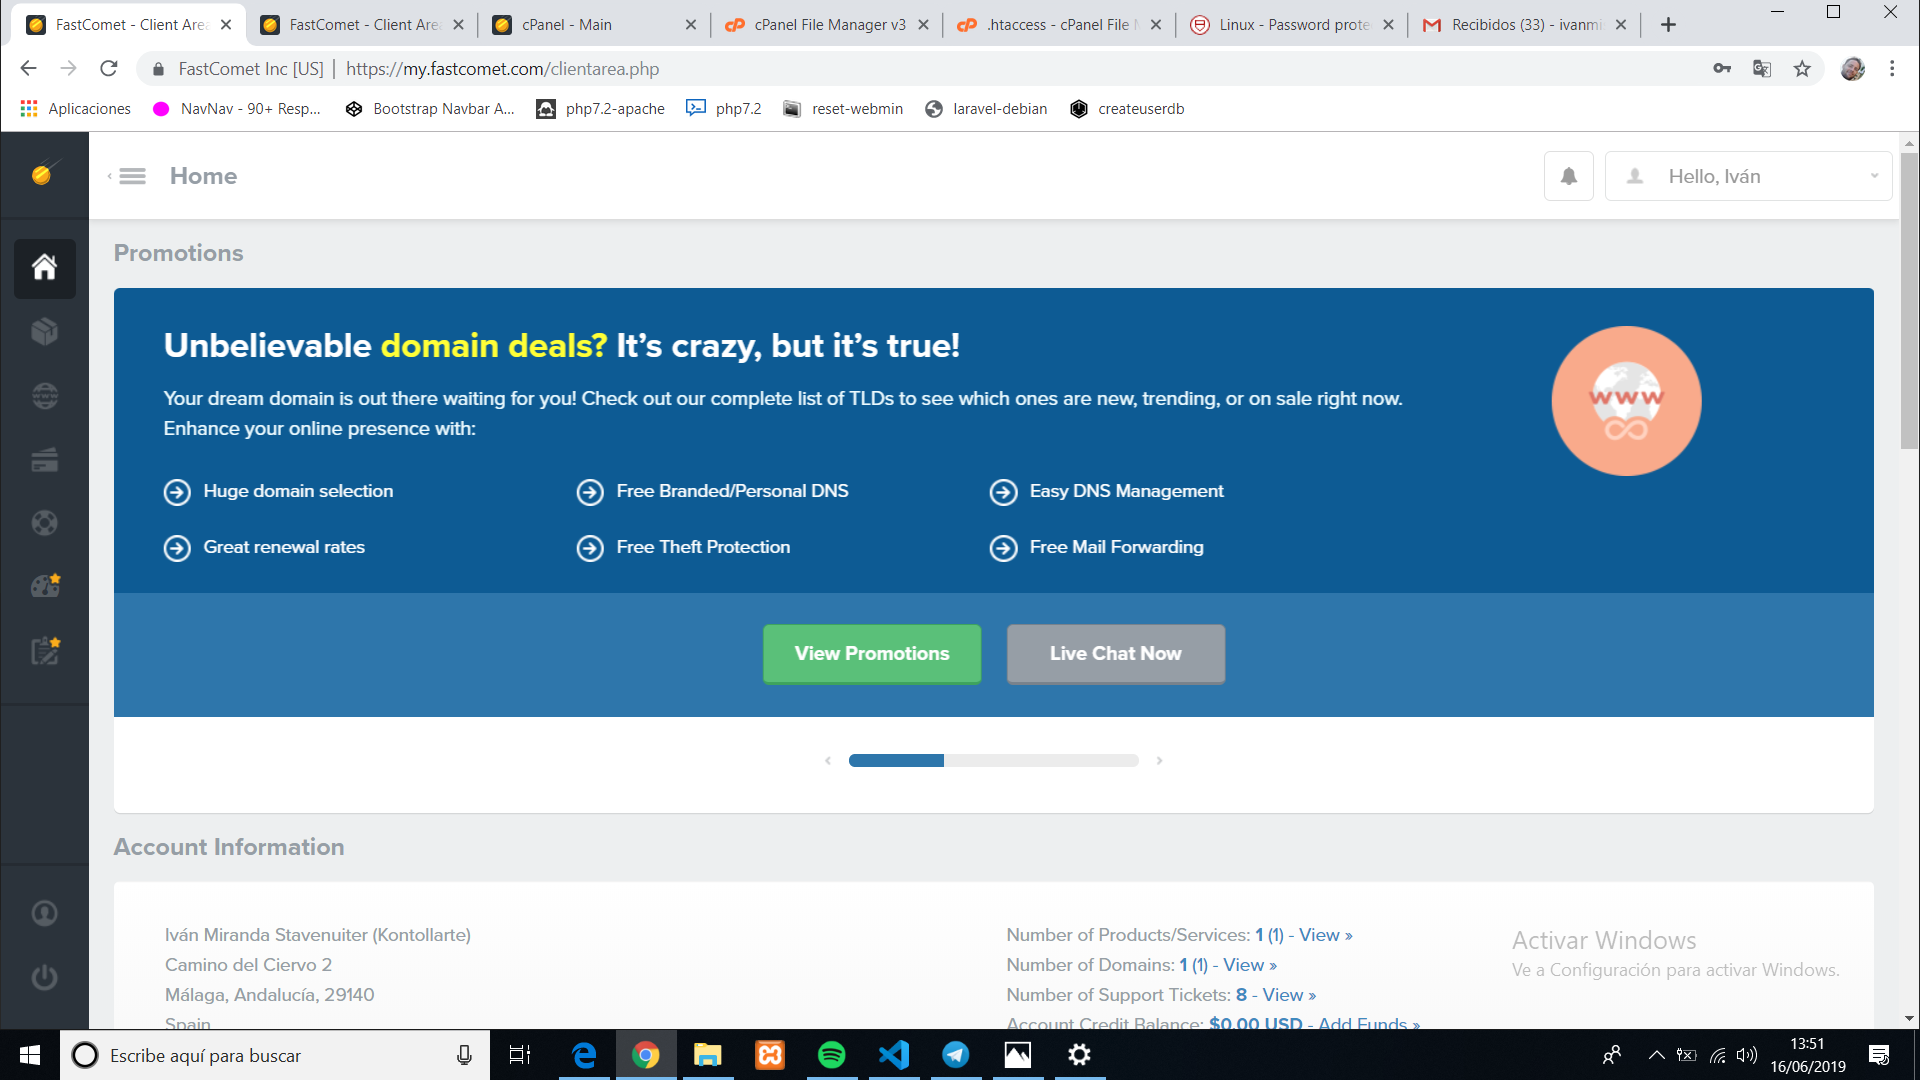 FastComet - Client Area
FastComet - Client Area
cPanel - Main
cPanel File Manager v3
.htaccess - cPanel File M
Linux - Password prote
Recibidos (33) - ivanmi
FastComet Inc [US] | https://my.fastcomet.com/clientarea.php
Aplicaciones
NavNav - 90+ Resp...
Bootstrap Navbar A...
php7.2-apache
php7.2
reset-webmin
laravel-debian
createuserdb
Home
Hello, Iván
Promotions
Unbelievable domain deals? It's crazy, but it's true!
Your dream domain is out there waiting for you! Check out our complete list of TLDs to see which ones are new, trending, or on sale right now.
Enhance your online presence with:
Huge domain selection
Free Branded/Personal DNS
Easy DNS Management
Great renewal rates
Free Theft Protection
Free Mail Forwarding
www
View Promotions
Live Chat Now
Account Information
Iván Miranda Stavenuiter (Kontollarte)
Camino del Ciervo 2
Málaga, Andalucía, 29140
Spain
Number of Products/Services: 1 (1) - View »
Number of Domains: 1 (1) - View »
Number of Support Tickets: 8 - View »
Account Credit Balance: $0.00 USD - Add Funds »
Activar Windows
Ve a Configuración para activar Windows.
Escribe aquí para buscar
13:51
16/06/2019